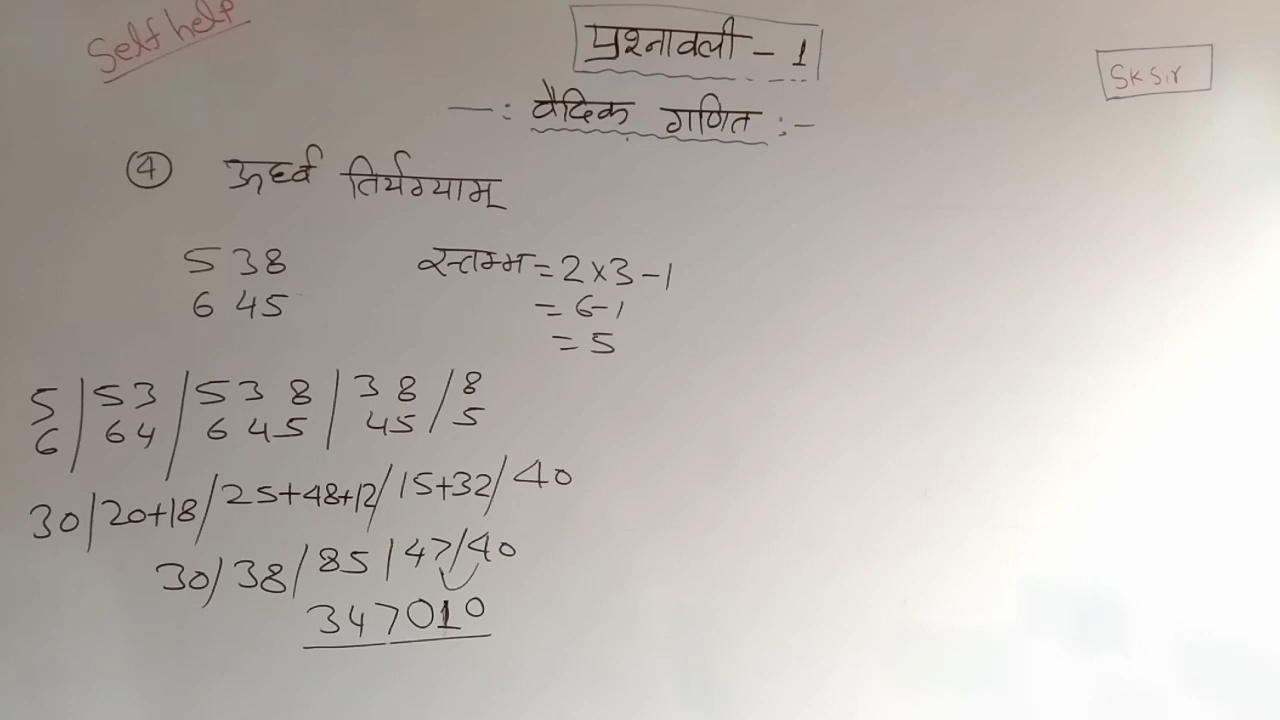 Self help
प्रश्नावली - 1
SK Sir
-: वैदिक गणित :-
④ ऊर्ध्व तिर्यग्याम्
538 स्तम्भ = 2×3-1
645 = 6-1
= 5
5/53/538/38/8
6/64/645/45/5
30/20+18/25+48+12/15+32/40
30/38/85/47/40
347010